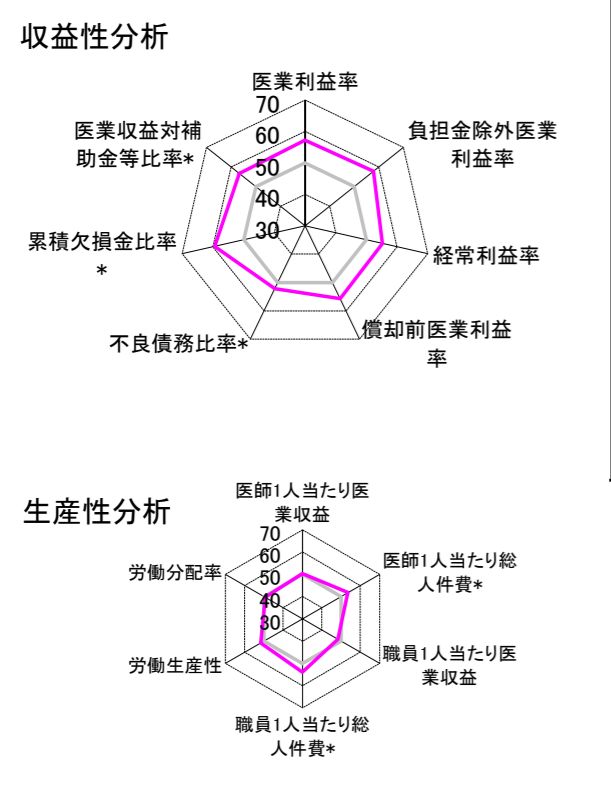 収益性分析
医業利益率
70
60
50
40
30
負担金除外医業
利益率
経常利益率
償却前医業利益
率
不良債務比率*
累積欠損金比率
*
医業収益対補
助金等比率*
生産性分析
医師1人当たり医
業収益
70
60
50
40
30
医師1人当たり総
人件費*
職員1人当たり医
業収益
職員1人当たり総
人件費*
労働生産性
労働分配率